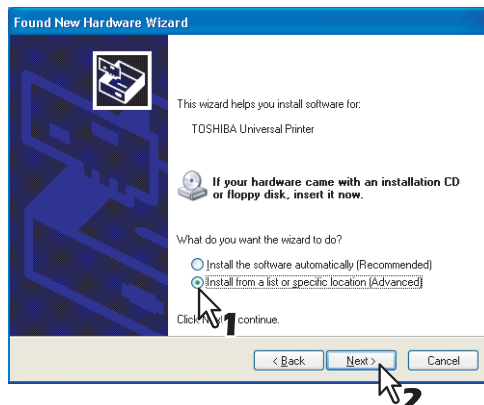 Found New Hardware Wizard
This wizard helps you install software for:
TOSHIBA Universal Printer
If your hardware came with an installation CD
or floppy disk, insert it now.
What do you want the wizard to do?
Install the software automatically (Recommended)
Install from a list or specific location (Advanced)
Click continue.
1
< Back Next > Cancel
2